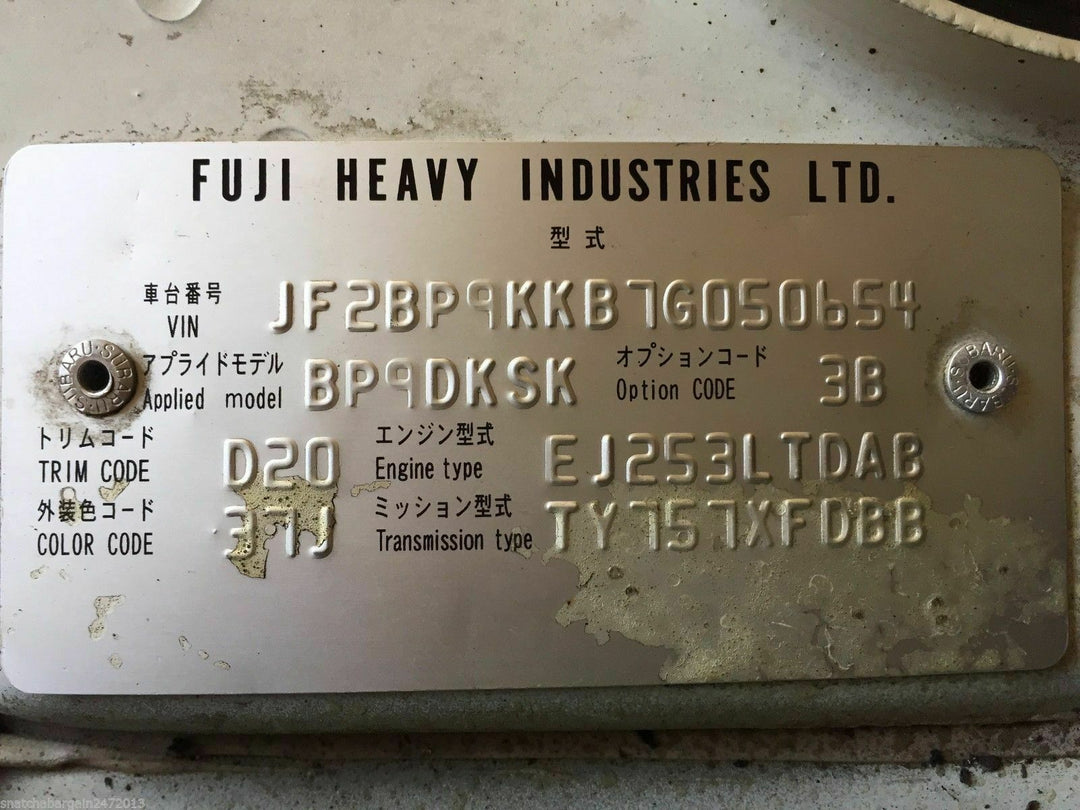 FUJI HEAVY INDUSTRIES LTD.
型式
車台番号
VIN JF2BP9KKB7G050654
アプライドモデル オプションコード
Applied model BP9DKSK Option CODE 3B
トリムコード エンジン型式
TRIM CODE D20 Engine type EJ253LTDAB
外装色コード ミッション型式
COLOR CODE 37J Transmission type TY757XFDBB
SUBARU·SUBARU
snatchabargain2472013